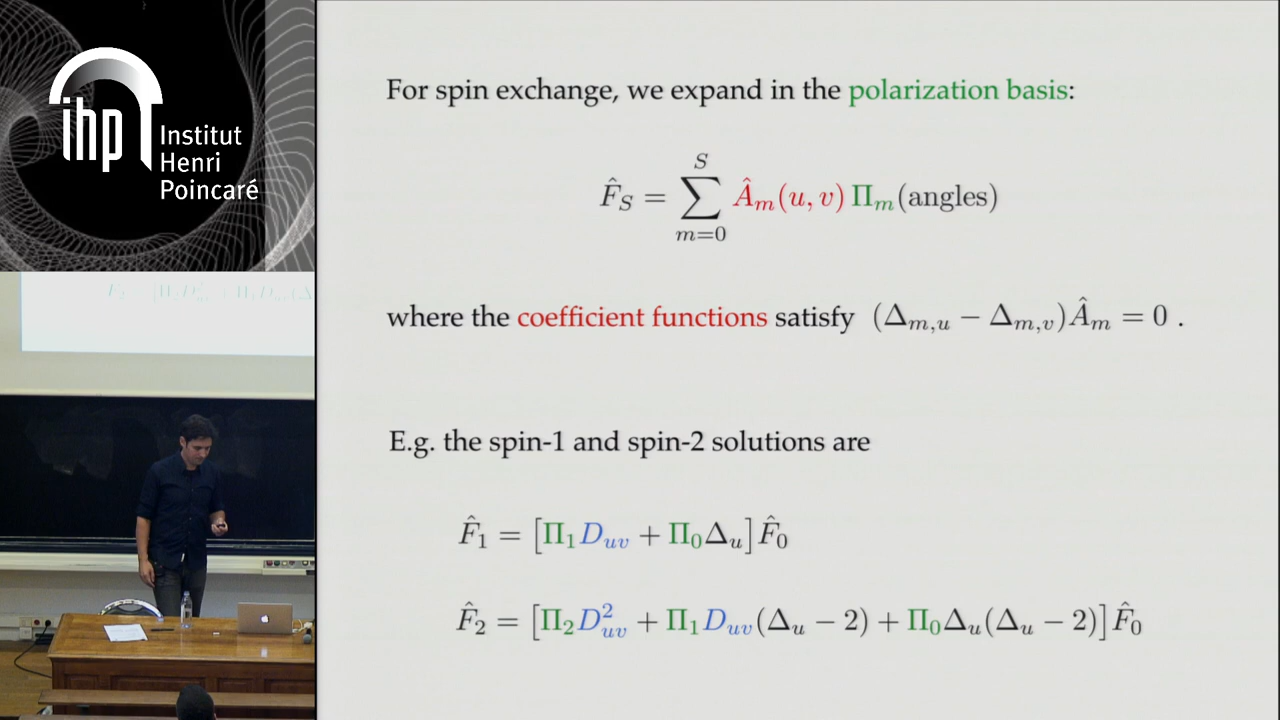 ihp Institut
Henri
Poincaré
For spin exchange, we expand in the polarization basis:
F̂_S = ∑_{m=0}^{S} Â_m(u, v) Π_m(angles)
where the coefficient functions satisfy (Δ_{m,u} − Δ_{m,v})Â_m = 0 .
E.g. the spin-1 and spin-2 solutions are
F̂_1 = [Π_1 D_{uv} + Π_0 Δ_u] F̂_0
F̂_2 = [Π_2 D²_{uv} + Π_1 D_{uv}(Δ_u − 2) + Π_0 Δ_u(Δ_u − 2)] F̂_0